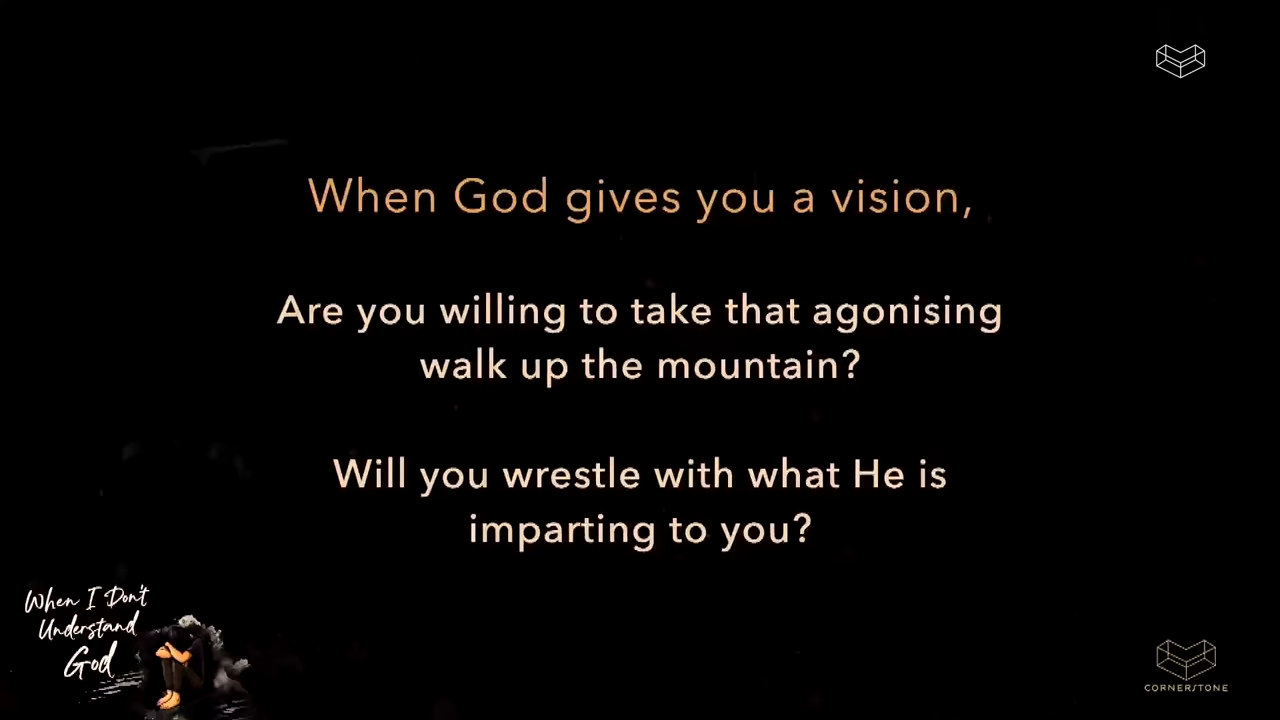 When God gives you a vision,
Are you willing to take that agonising
walk up the mountain?
Will you wrestle with what He is
imparting to you?
When I Don't
Understand
God
CORNERSTONE